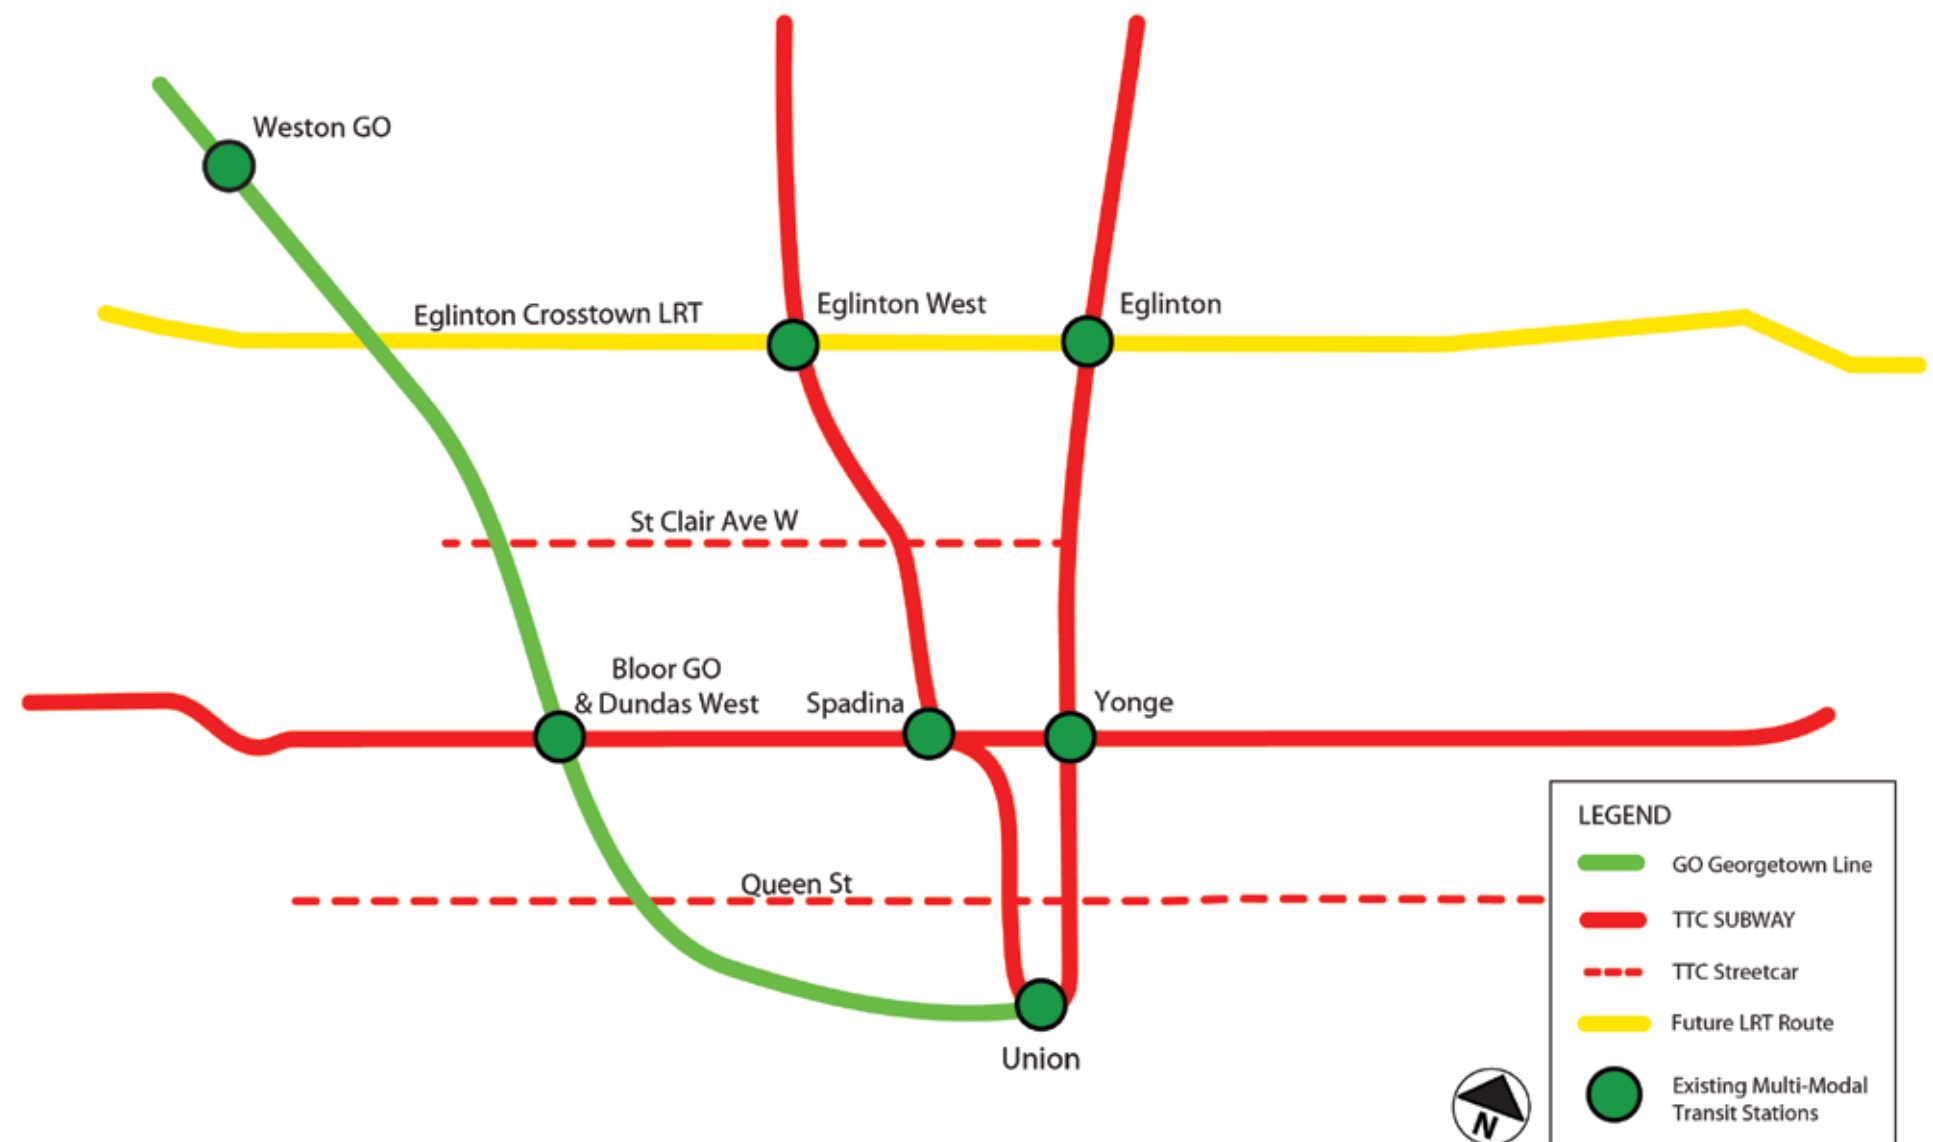 Weston GO
Eglinton Crosstown LRT
Eglinton West
Eglinton
St Clair Ave W
Bloor GO
& Dundas West
Spadina
Yonge
Queen St
Union
LEGEND
GO Georgetown Line
TTC SUBWAY
TTC Streetcar
Future LRT Route
Existing Multi-Modal
Transit Stations
N